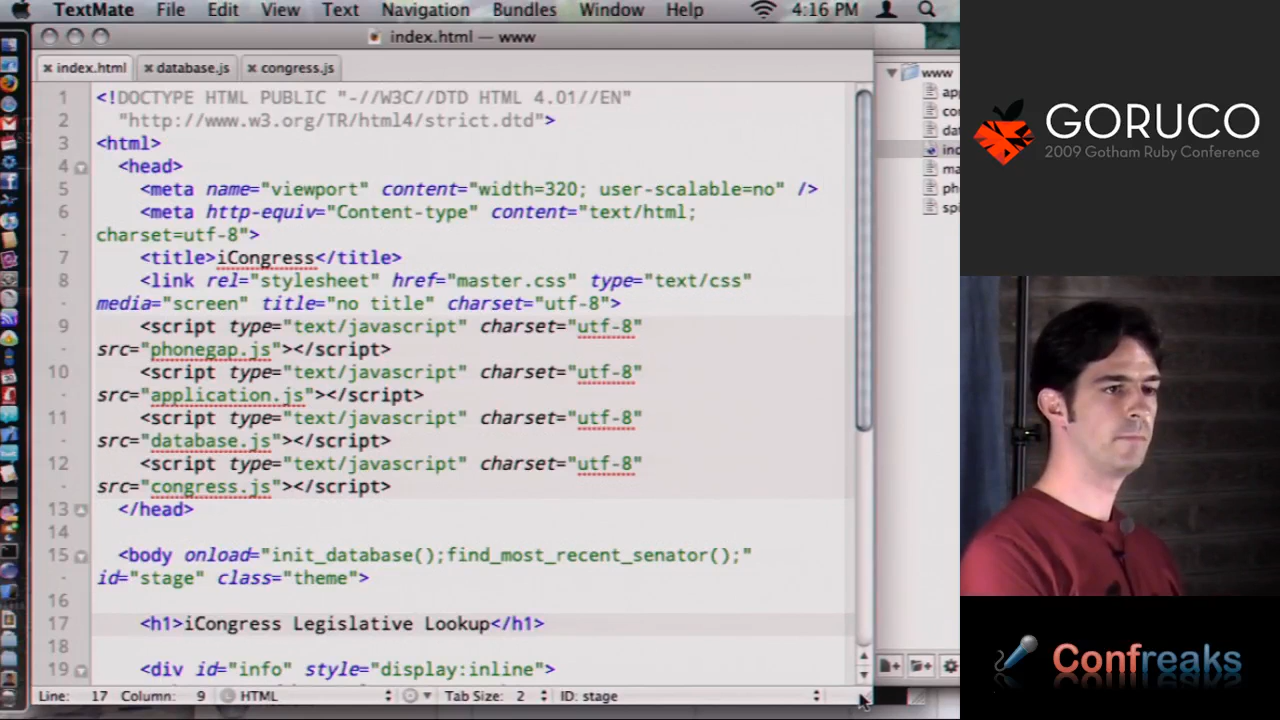 TextMate File Edit View Text Navigation Bundles Window Help 4:16 PM
index.html — www
index.html database.js congress.js
1 <!DOCTYPE HTML PUBLIC "-//W3C//DTD HTML 4.01//EN"
2 "http://www.w3.org/TR/html4/strict.dtd">
3 <html>
4 <head>
5 <meta name="viewport" content="width=320; user-scalable=no" />
6 <meta http-equiv="Content-type" content="text/html;
- charset=utf-8">
7 <title>iCongress</title>
8 <link rel="stylesheet" href="master.css" type="text/css"
- media="screen" title="no title" charset="utf-8">
9 <script type="text/javascript" charset="utf-8"
- src="phonegap.js"></script>
10 <script type="text/javascript" charset="utf-8"
- src="application.js"></script>
11 <script type="text/javascript" charset="utf-8"
- src="database.js"></script>
12 <script type="text/javascript" charset="utf-8"
- src="congress.js"></script>
13 </head>
14
15 <body onload="init_database();find_most_recent_senator();"
- id="stage" class="theme">
16
17 <h1>iCongress Legislative Lookup</h1>
18
19 <div id="info" style="display:inline">
Line: 17 Column: 9 HTML Tab Size: 2 ID: stage
www
ap
co
dat
ind
ma
ph
spi
GORUCO
2009 Gotham Ruby Conference
Confreaks